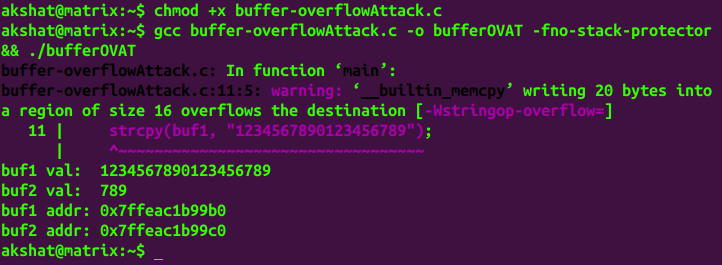 akshat@matrix:~$ chmod +x buffer-overflowAttack.c
akshat@matrix:~$ gcc buffer-overflowAttack.c -o bufferOVAT -fno-stack-protector
&& ./bufferOVAT
buffer-overflowAttack.c: In function ‘main’:
buffer-overflowAttack.c:11:5: warning: ‘__builtin_memcpy’ writing 20 bytes into
a region of size 16 overflows the destination [-Wstringop-overflow=]
   11 |     strcpy(buf1, "1234567890123456789");
      |     ^~~~~~~~~~~~~~~~~~~~~~~~~~~~~~~~~~~
buf1 val:  1234567890123456789
buf2 val:  789
buf1 addr: 0x7ffeac1b99b0
buf2 addr: 0x7ffeac1b99c0
akshat@matrix:~$ _